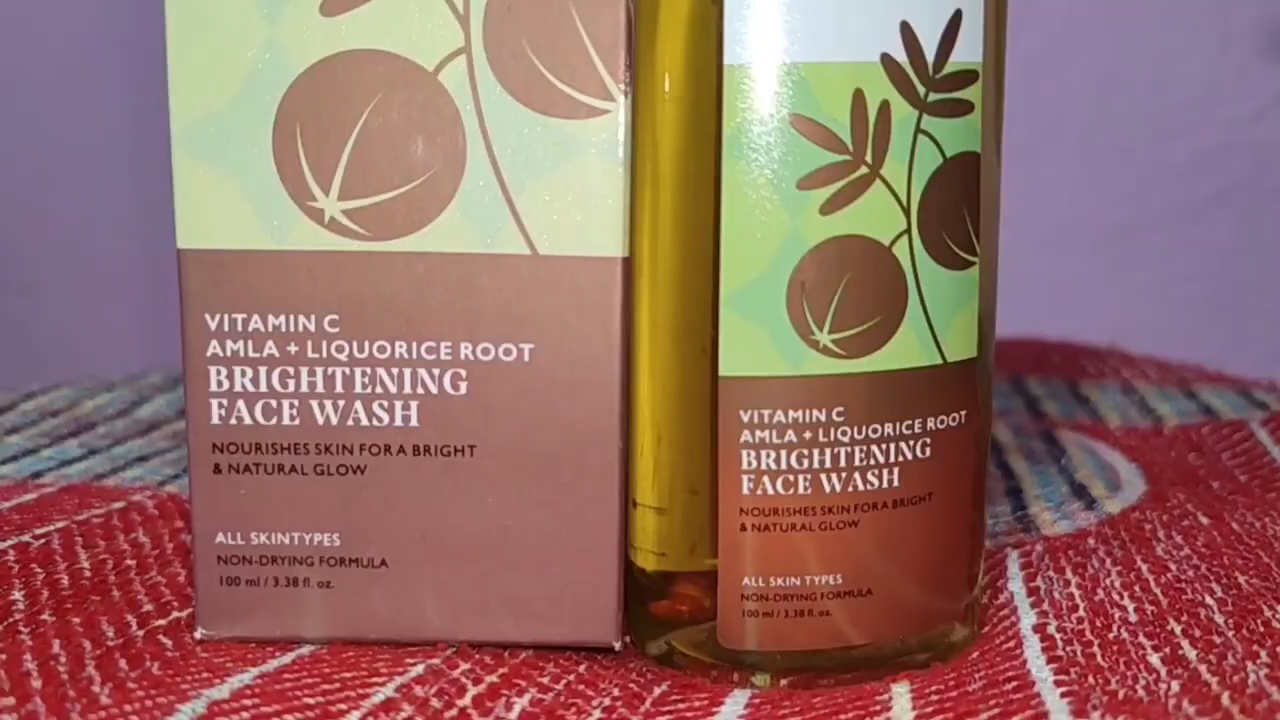 VITAMIN C
AMLA + LIQUORICE ROOT
BRIGHTENING
FACE WASH
NOURISHES SKIN FOR A BRIGHT
& NATURAL GLOW
ALL SKINTYPES
NON-DRYING FORMULA
100 ml / 3.38 fl. oz.
VITAMIN C
AMLA + LIQUORICE ROOT
BRIGHTENING
FACE WASH
NOURISHES SKIN FOR A BRIGHT
& NATURAL GLOW
ALL SKIN TYPES
NON-DRYING FORMULA
100 ml / 3.38 fl. oz.